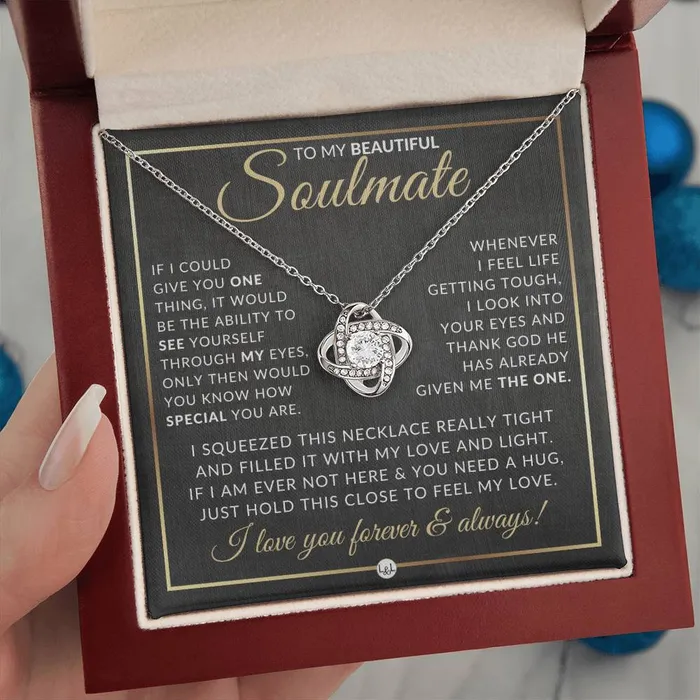 TO MY BEAUTIFUL
Soulmate
IF I COULD
GIVE YOU ONE
THING, IT WOULD
BE THE ABILITY TO
SEE YOURSELF
THROUGH MY EYES,
ONLY THEN WOULD
YOU KNOW HOW
SPECIAL YOU ARE.
WHENEVER
I FEEL LIFE
GETTING TOUGH,
I LOOK INTO
YOUR EYES AND
THANK GOD HE
HAS ALREADY
GIVEN ME THE ONE.
I SQUEEZED THIS NECKLACE REALLY TIGHT
AND FILLED IT WITH MY LOVE AND LIGHT.
IF I AM EVER NOT HERE & YOU NEED A HUG,
JUST HOLD THIS CLOSE TO FEEL MY LOVE.
I love you forever & always!
L&L